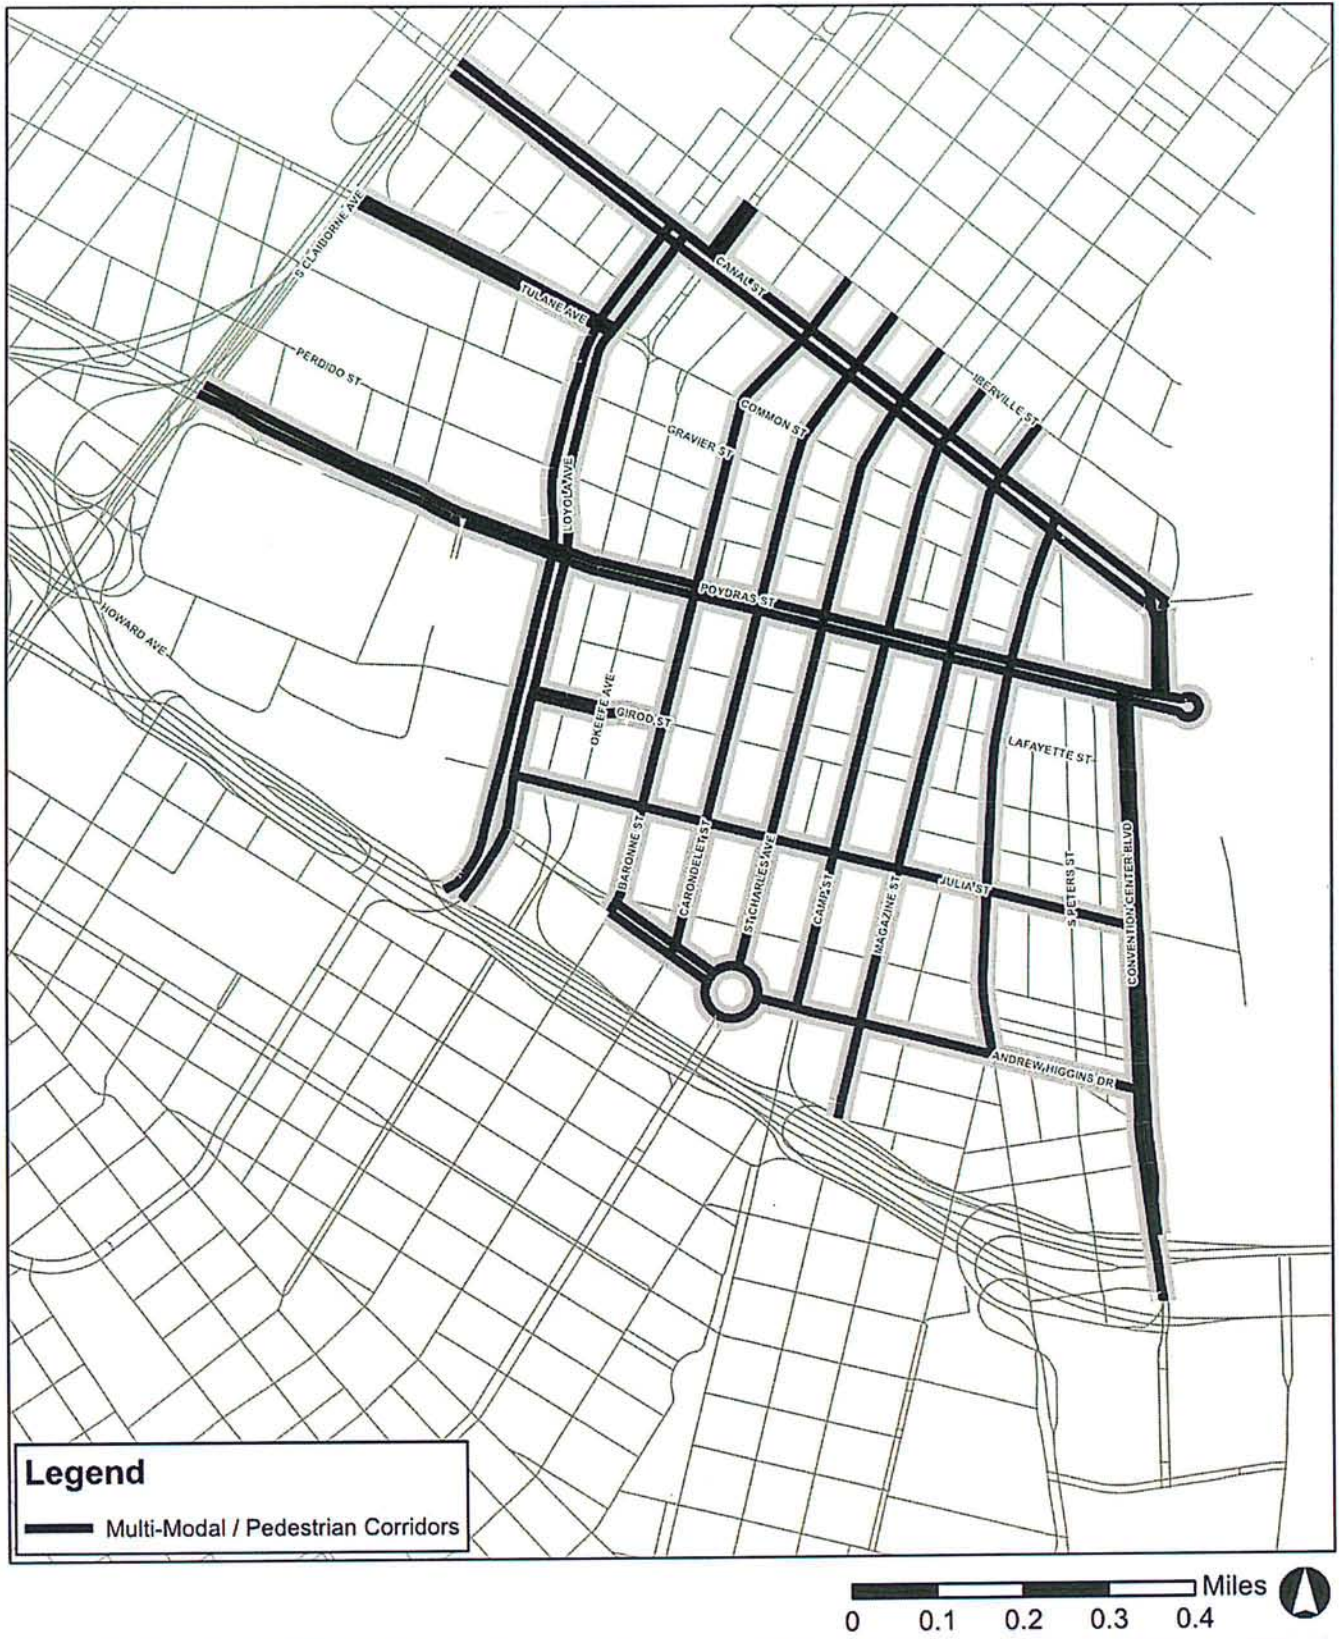 S CLAIBORNE AVE
CANAL ST
TULANE AVE
PERDIDO ST
IBERVILLE ST
COMMON ST
GRAVIER ST
LOYOLA AVE
POYDRAS ST
HOWARD AVE
OKEEFE AVE
GIROD ST
LAFAYETTE ST
BARONNE ST
CARONDELET ST
ST CHARLES AVE
CAMP ST
MAGAZINE ST
JULIA ST
S PETERS ST
CONVENTION CENTER BLVD
ANDREW HIGGINS DR
Legend
Multi-Modal / Pedestrian Corridors
Miles
0 0.1 0.2 0.3 0.4